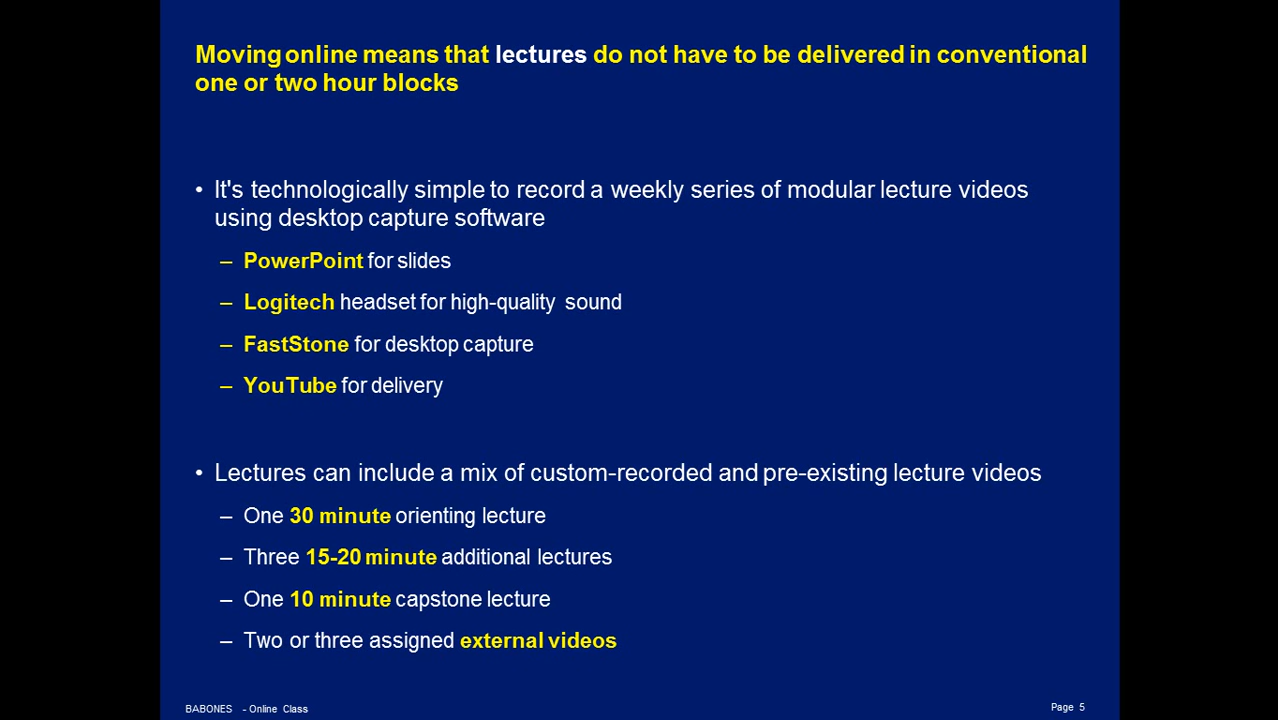 Moving online means that lectures do not have to be delivered in conventional
one or two hour blocks
• It's technologically simple to record a weekly series of modular lecture videos
using desktop capture software
– PowerPoint for slides
– Logitech headset for high-quality sound
– FastStone for desktop capture
– YouTube for delivery
• Lectures can include a mix of custom-recorded and pre-existing lecture videos
– One 30 minute orienting lecture
– Three 15-20 minute additional lectures
– One 10 minute capstone lecture
– Two or three assigned external videos
BABONES - Online Class Page 5